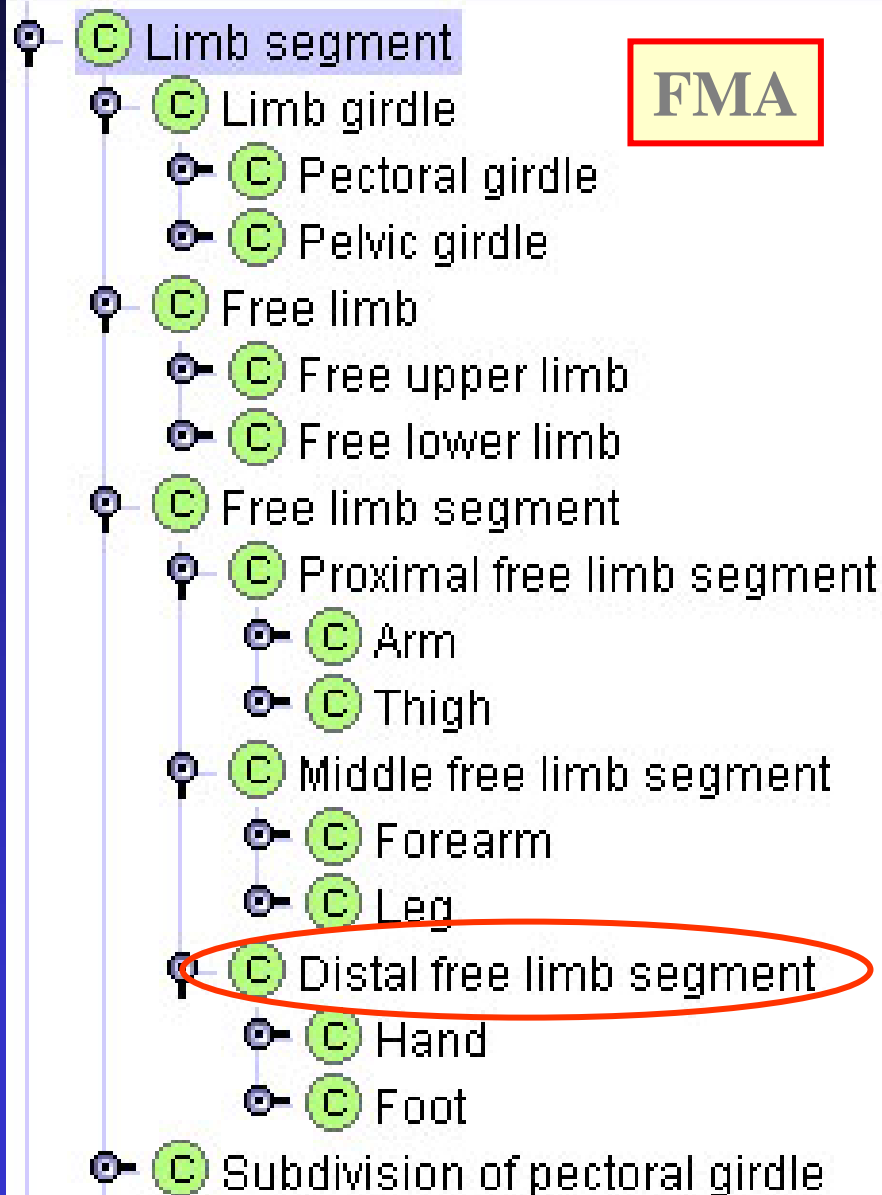 Limb segment
FMA
Limb girdle
Pectoral girdle
Pelvic girdle
Free limb
Free upper limb
Free lower limb
Free limb segment
Proximal free limb segment
Arm
Thigh
Middle free limb segment
Forearm
Leg
Distal free limb segment
Hand
Foot
Subdivision of pectoral girdle